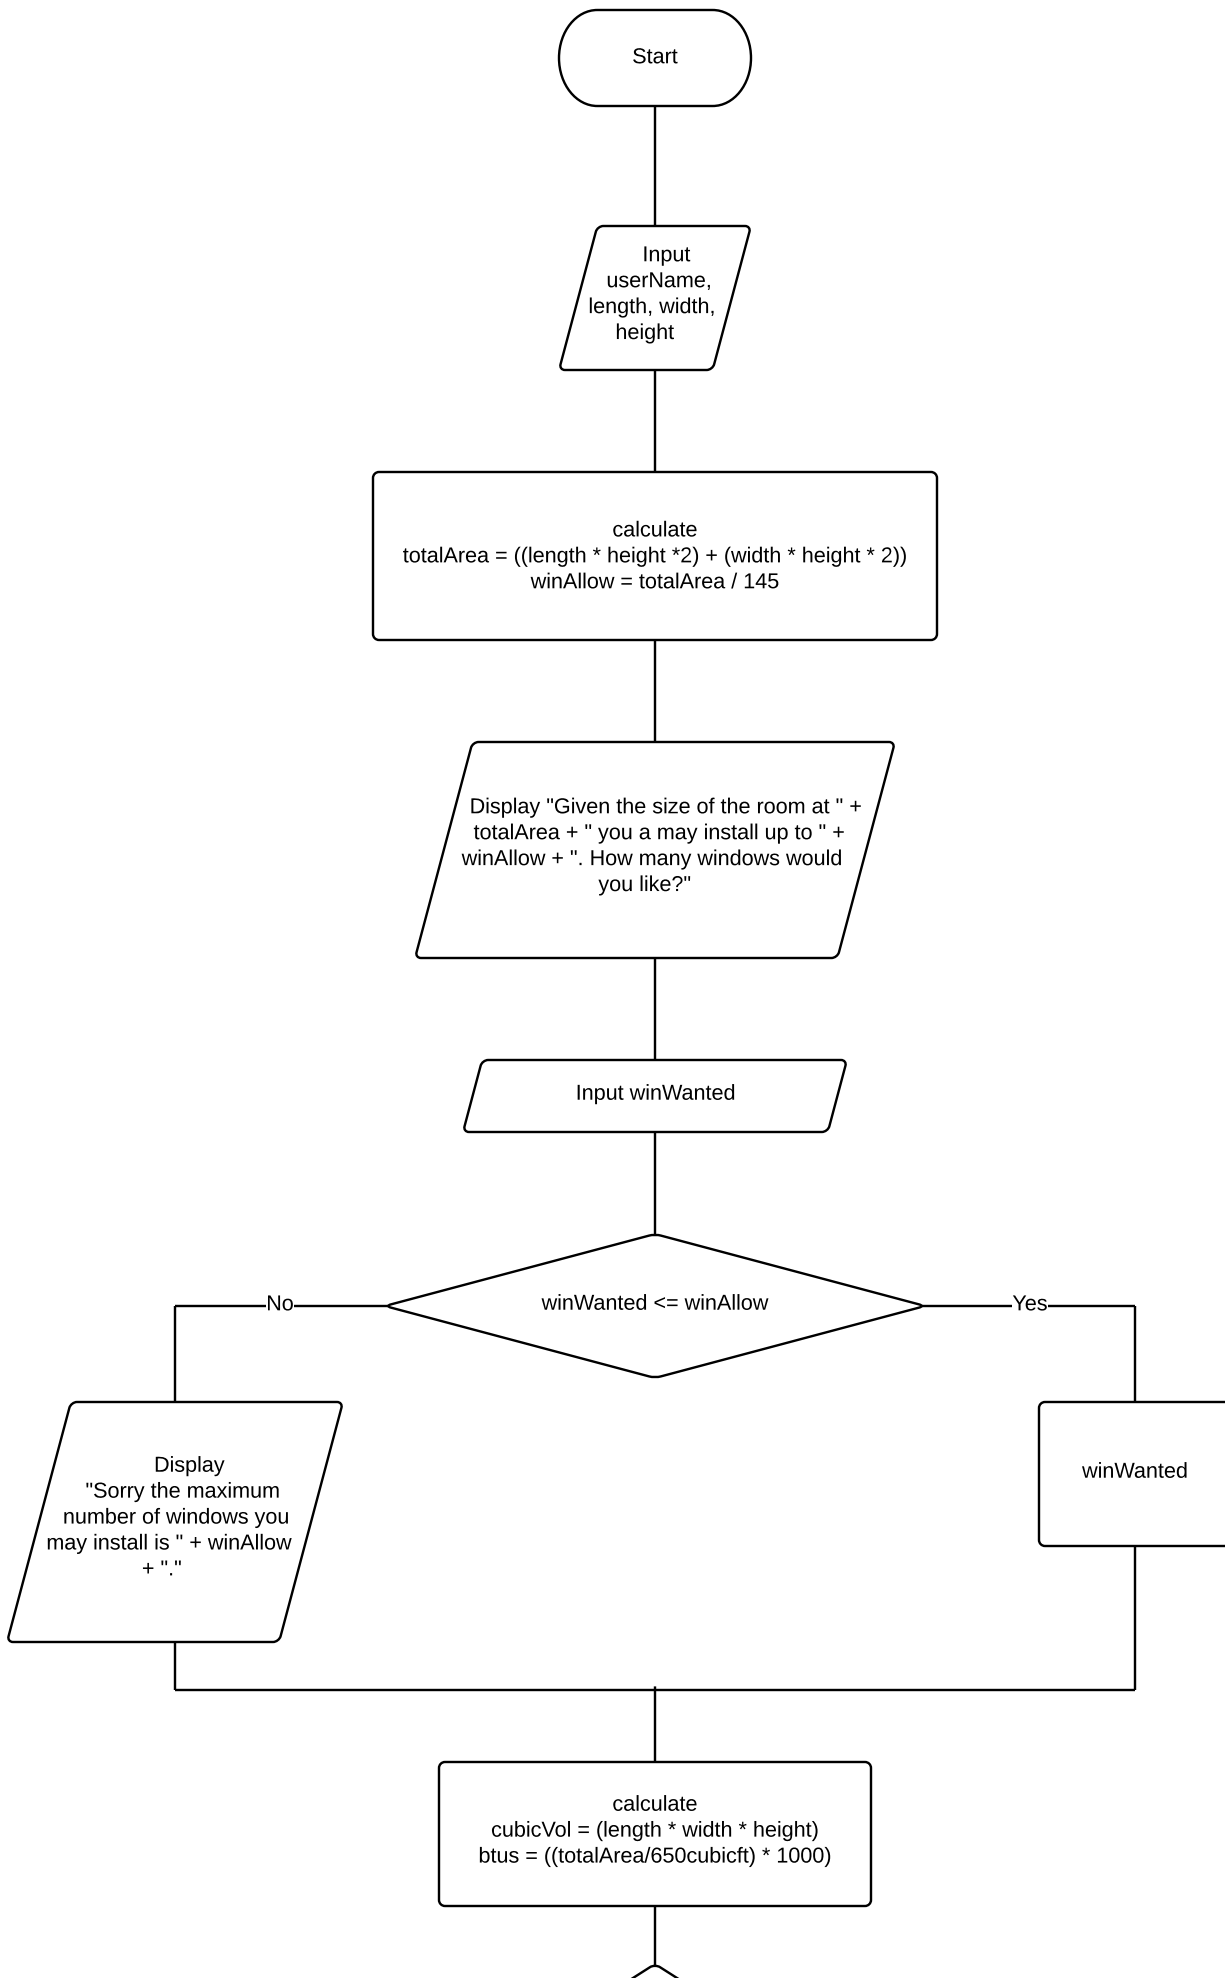 Start
Input
userName,
length, width,
height
calculate
totalArea = ((length * height *2) + (width * height * 2))
winAllow = totalArea / 145
Display "Given the size of the room at " +
totalArea + " you a may install up to " +
winAllow + ". How many windows would
you like?"
Input winWanted
winWanted <= winAllow
No
Yes
Display
"Sorry the maximum
number of windows you
may install is " + winAllow
+ "."
winWanted
calculate
cubicVol = (length * width * height)
btus = ((totalArea/650cubicft) * 1000)